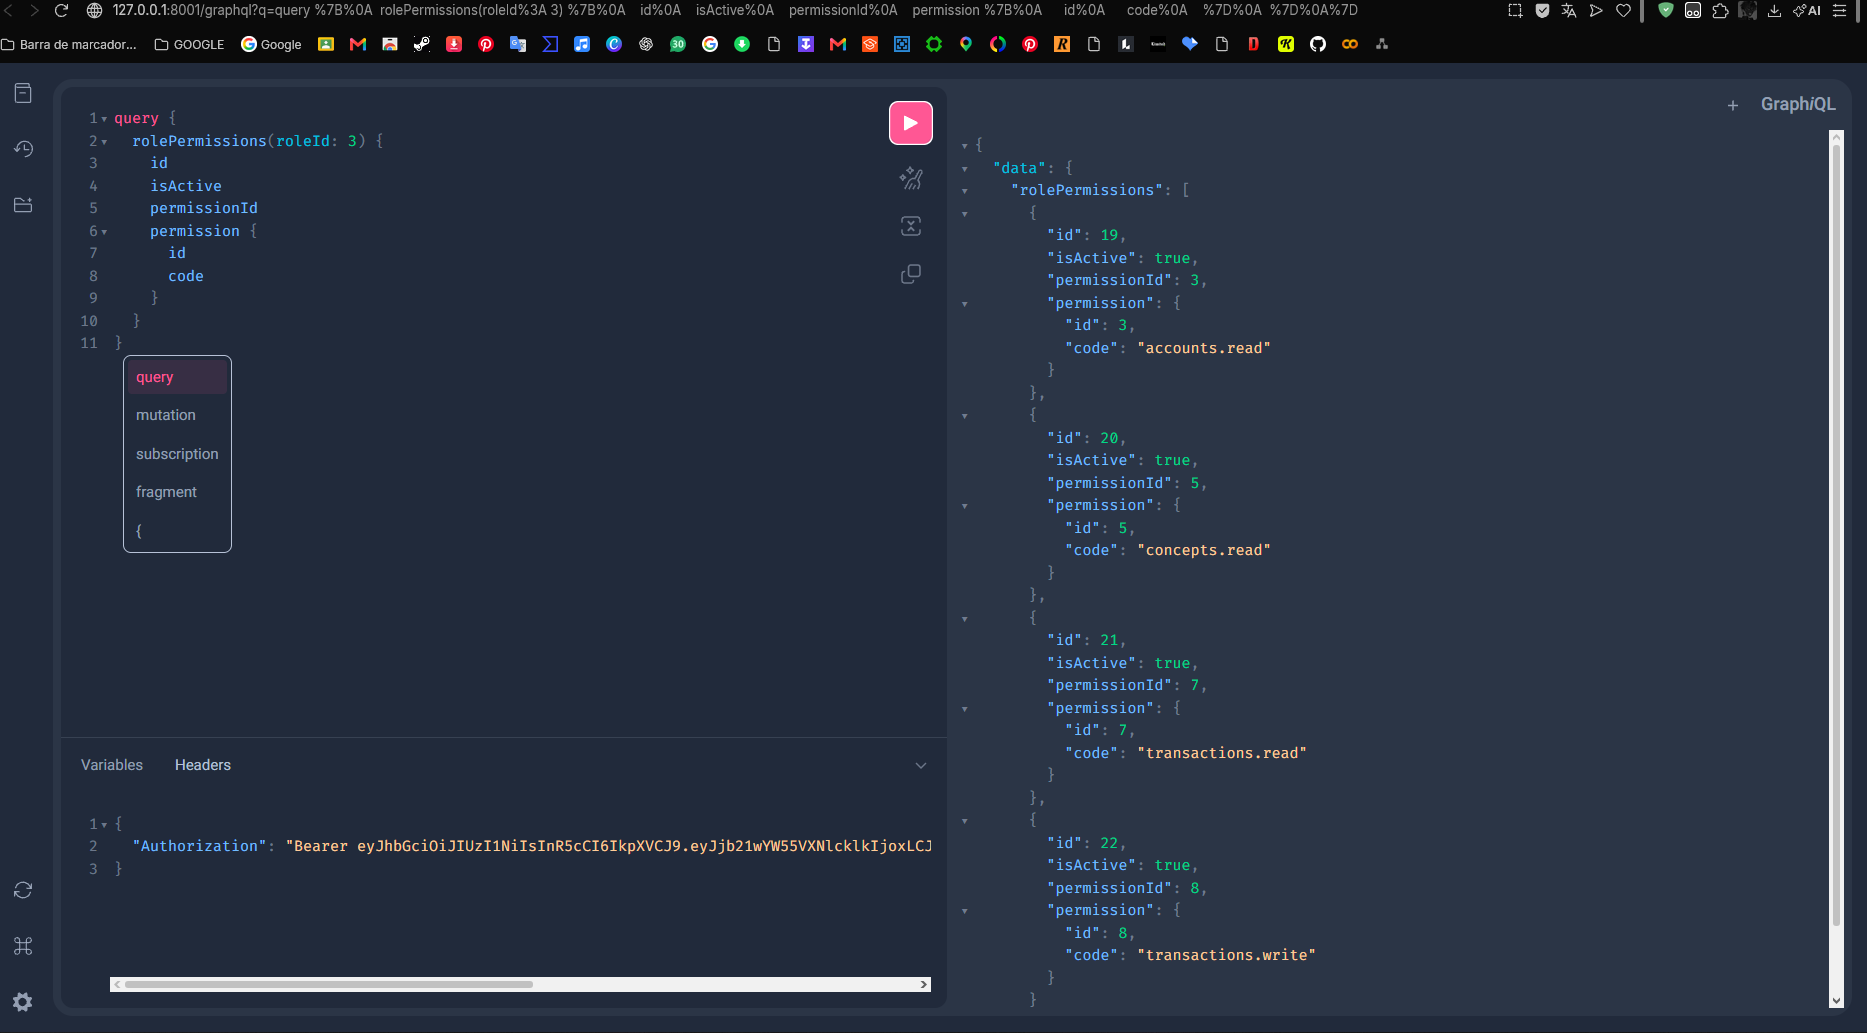 127.0.0.1:8001/graphql?q=query %7B%0A  rolePermissions(roleId%3A 3) %7B%0A    id%0A    isActive%0A    permissionId%0A    permission %7B%0A      id%0A      code%0A    %7D%0A  %7D%0A%7D
AI
Barra de marcador...
GOOGLE
Google
GraphiQL
1 query {
2 rolePermissions(roleId: 3) {
3 id
4 isActive
5 permissionId
6 permission {
7 id
8 code
9 }
10 }
11 }
query
mutation
subscription
fragment
{
Variables
Headers
1 {
2 "Authorization": "Bearer eyJhbGciOiJIUzI1NiIsInR5cCI6IkpXVCJ9.eyJjb21wYW55VXNlcklkIjoxLCJ
3 }
{
"data": {
"rolePermissions": [
{
"id": 19,
"isActive": true,
"permissionId": 3,
"permission": {
"id": 3,
"code": "accounts.read"
}
},
{
"id": 20,
"isActive": true,
"permissionId": 5,
"permission": {
"id": 5,
"code": "concepts.read"
}
},
{
"id": 21,
"isActive": true,
"permissionId": 7,
"permission": {
"id": 7,
"code": "transactions.read"
}
},
{
"id": 22,
"isActive": true,
"permissionId": 8,
"permission": {
"id": 8,
"code": "transactions.write"
}
}